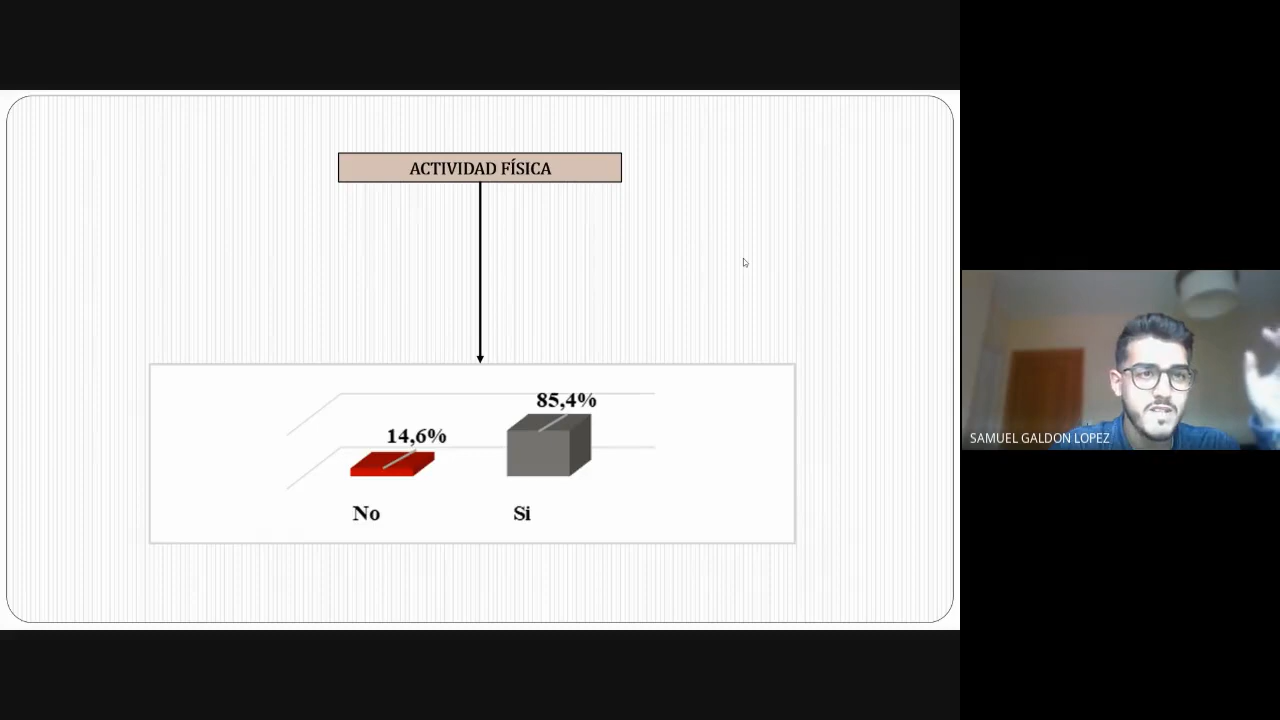 ACTIVIDAD FÍSICA
85,4%
14,6%
No
Si
SAMUEL GALDON LOPEZ